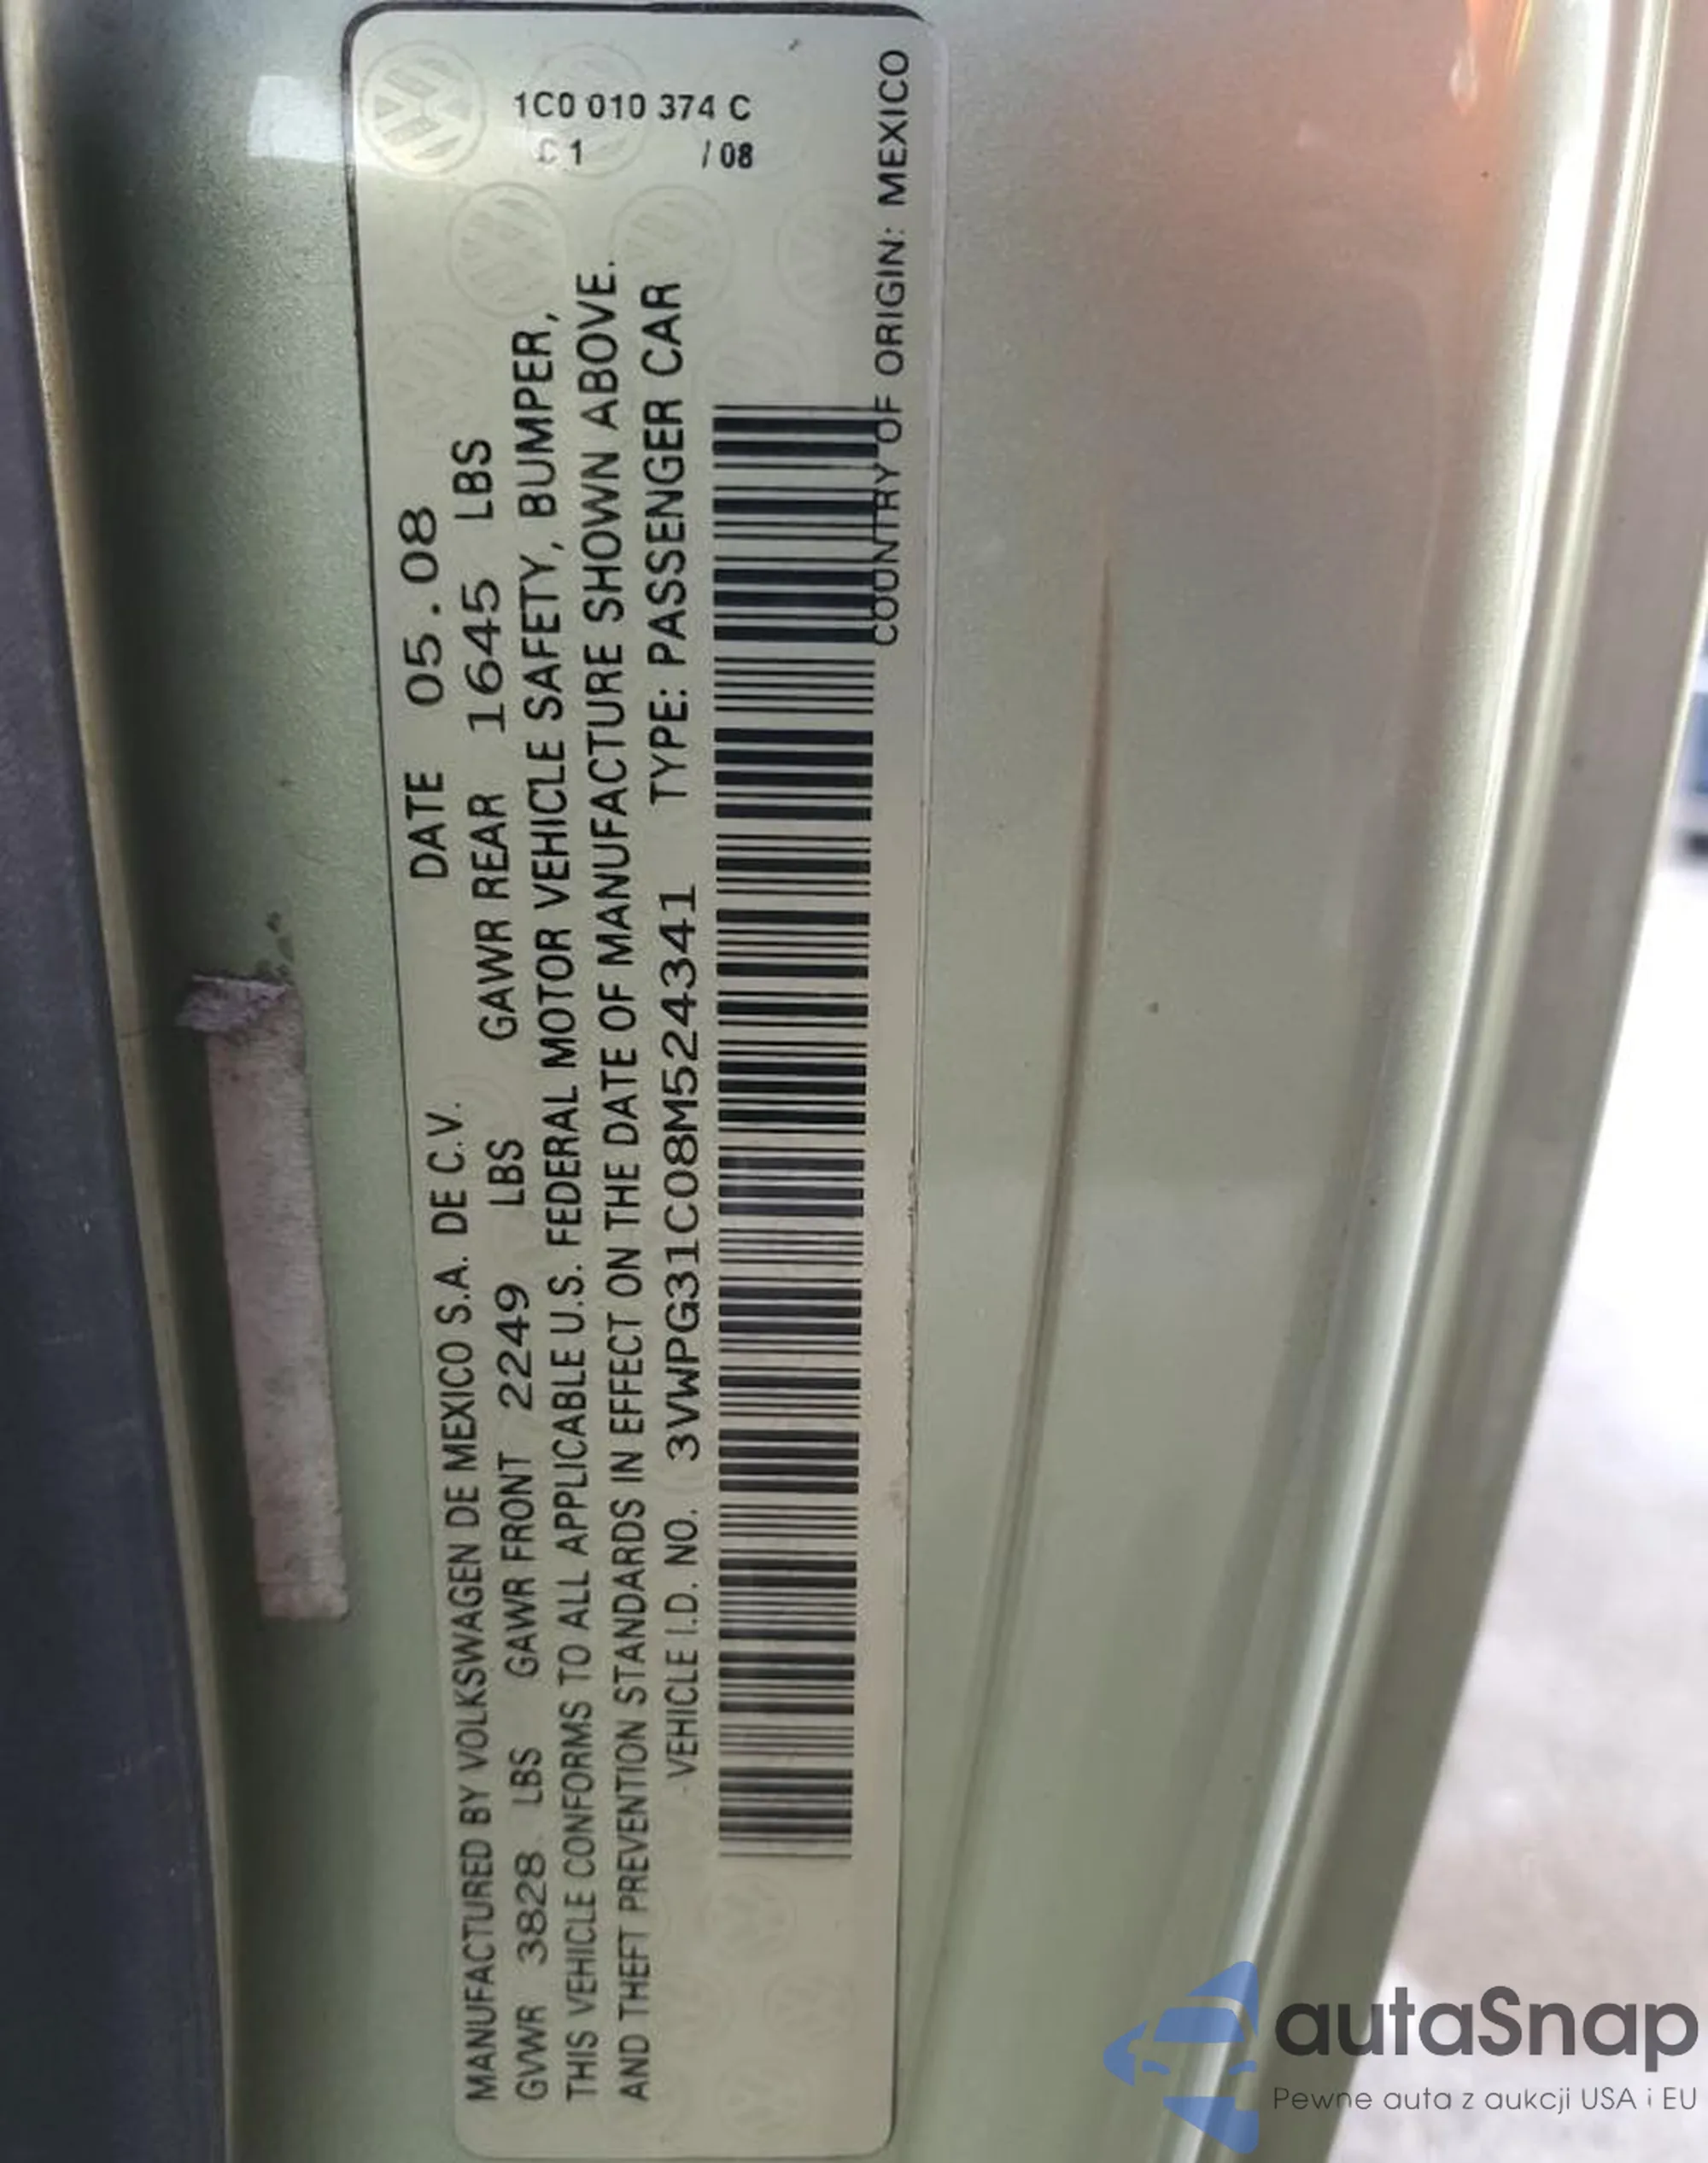 MANUFACTURED BY VOLKSWAGEN DE MEXICO S.A. DE C.V. DATE 05.08
GVWR 3828 LBS GAWR FRONT 2249 LBS GAWR REAR 1645 LBS
THIS VEHICLE CONFORMS TO ALL APPLICABLE U.S. FEDERAL MOTOR VEHICLE SAFETY, BUMPER,
AND THEFT PREVENTION STANDARDS IN EFFECT ON THE DATE OF MANUFACTURE SHOWN ABOVE.
VEHICLE I.D. NO. 3VWPG31C08M524341 TYPE: PASSENGER CAR
COUNTRY OF ORIGIN: MEXICO
1C0 010 374 C
1 / 08
autaSnap
Pewne auta z aukcji USA i EU